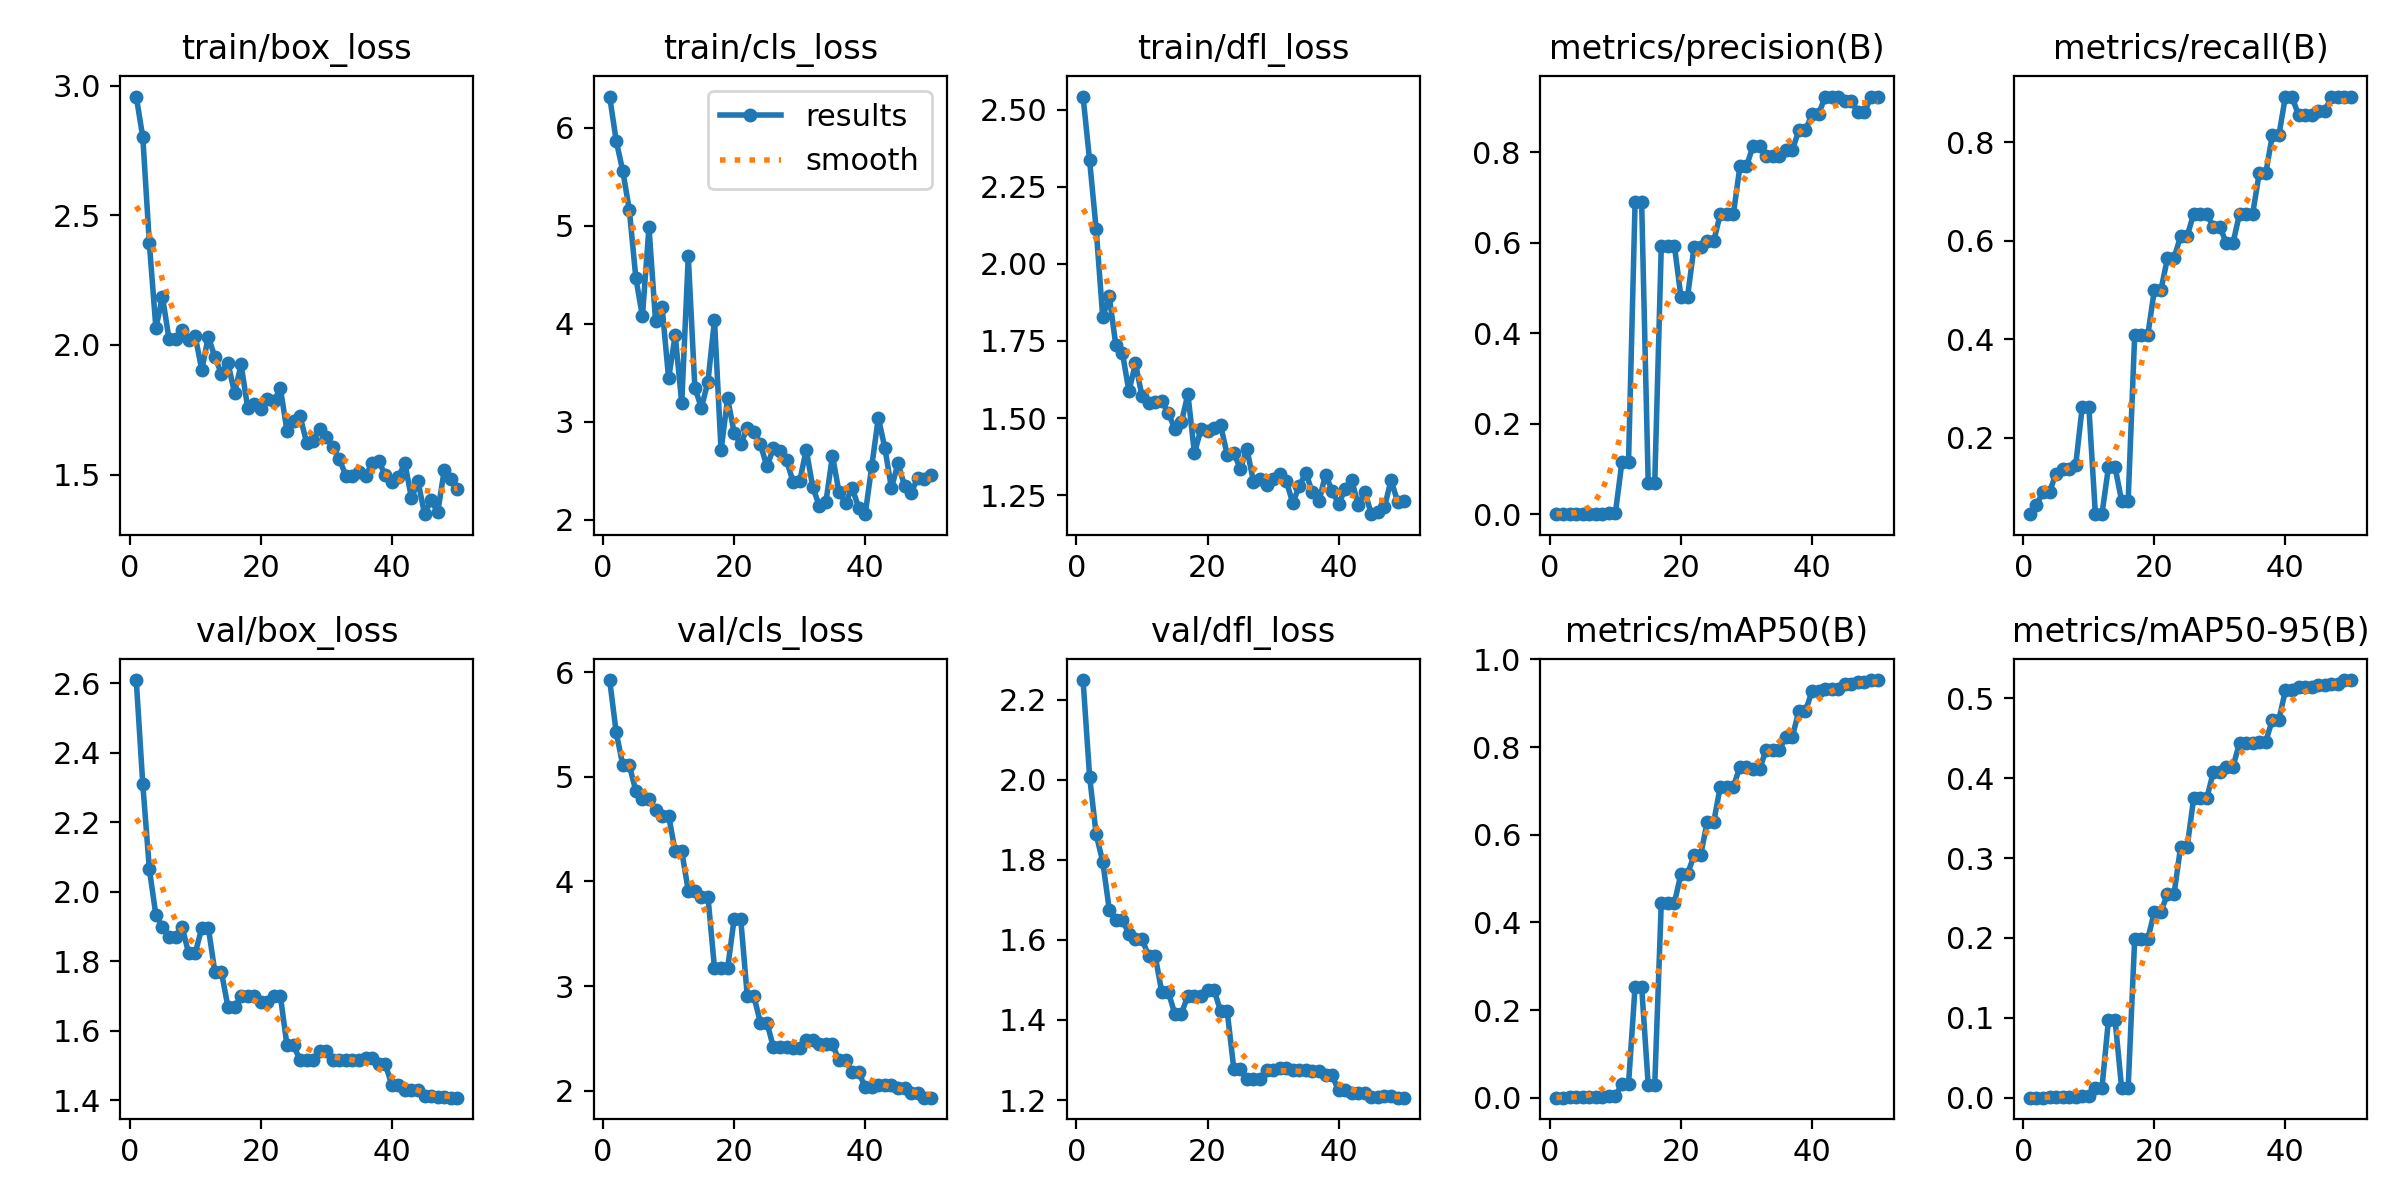 train/box_loss
3.0
2.5
2.0
1.5
0 20 40
train/cls_loss
results
smooth
6
5
4
3
2
0 20 40
train/dfl_loss
2.50
2.25
2.00
1.75
1.50
1.25
0 20 40
metrics/precision(B)
0.8
0.6
0.4
0.2
0.0
0 20 40
metrics/recall(B)
0.8
0.6
0.4
0.2
0 20 40
val/box_loss
2.6
2.4
2.2
2.0
1.8
1.6
1.4
0 20 40
val/cls_loss
6
5
4
3
2
0 20 40
val/dfl_loss
2.2
2.0
1.8
1.6
1.4
1.2
0 20 40
metrics/mAP50(B)
1.0
0.8
0.6
0.4
0.2
0.0
0 20 40
metrics/mAP50-95(B)
0.5
0.4
0.3
0.2
0.1
0.0
0 20 40